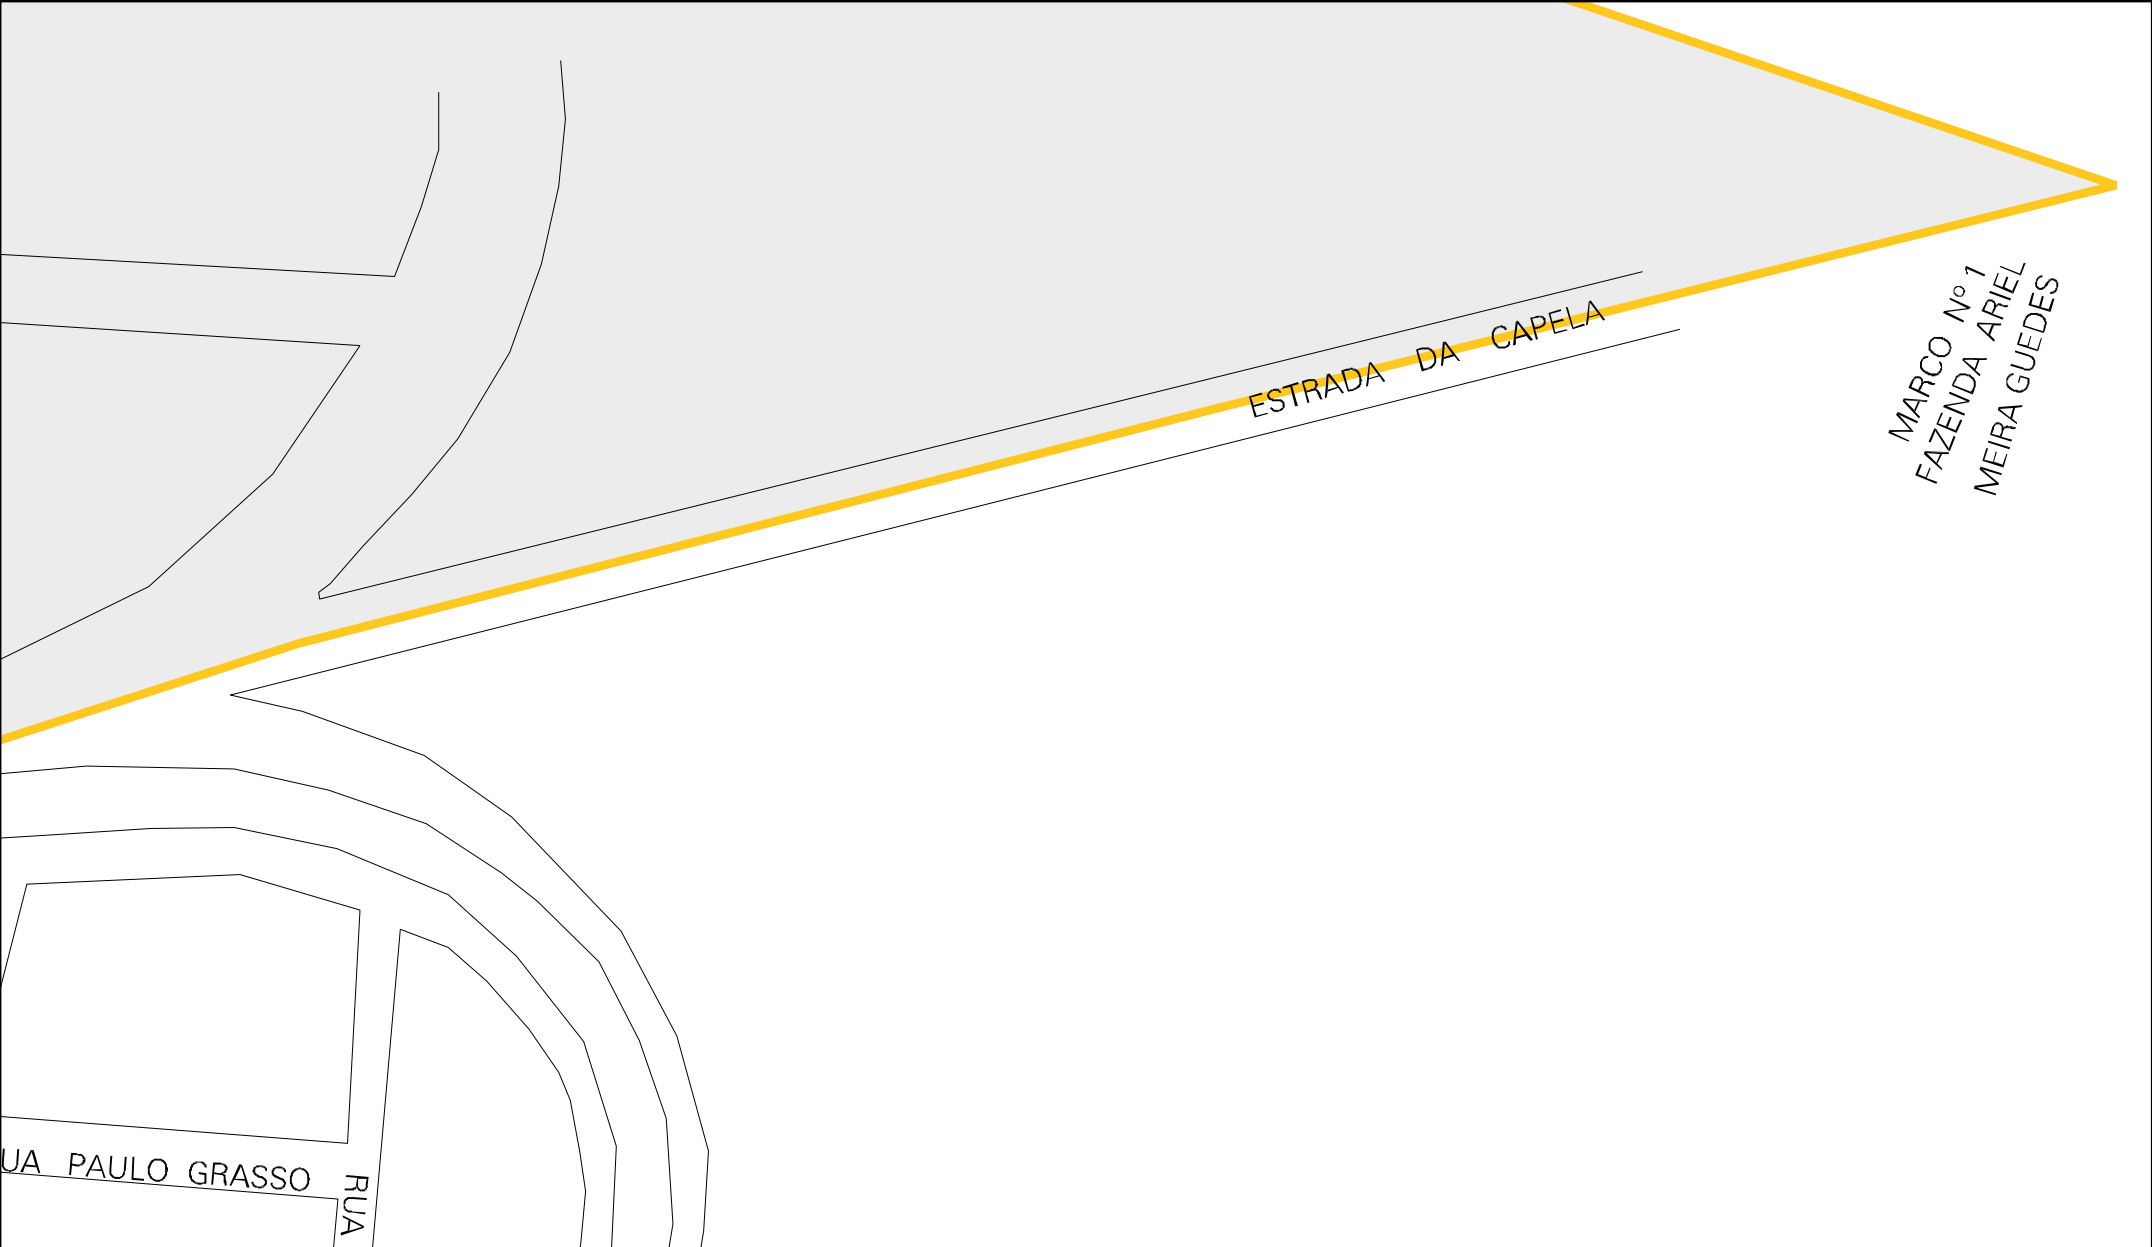 ESTRADA DA CAPELA
MARCO Nº 1
FAZENDA ARIEL
MEIRA GUEDES
UA PAULO GRASSO
RUA